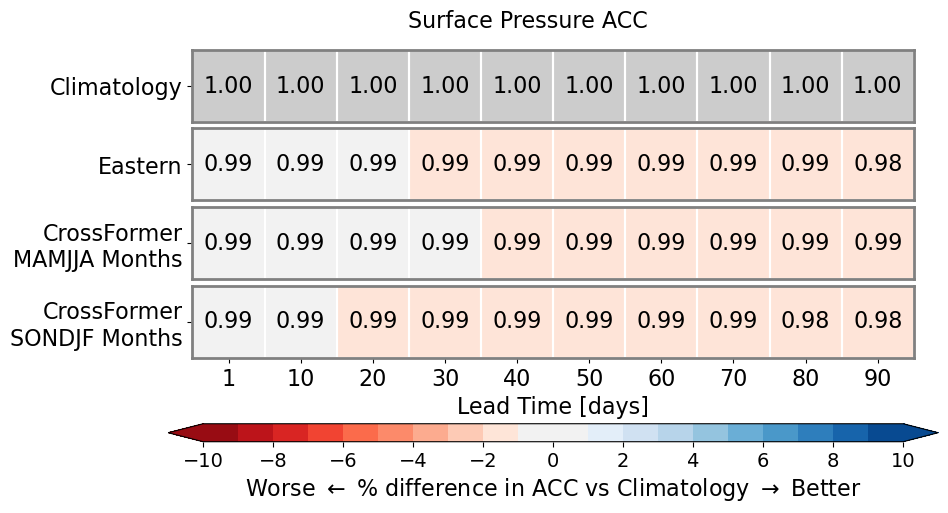 Surface Pressure ACC
Climatology 1.00 1.00 1.00 1.00 1.00 1.00 1.00 1.00 1.00 1.00
Eastern 0.99 0.99 0.99 0.99 0.99 0.99 0.99 0.99 0.99 0.98
CrossFormer
MAMJJA Months 0.99 0.99 0.99 0.99 0.99 0.99 0.99 0.99 0.99 0.99
CrossFormer
SONDJF Months 0.99 0.99 0.99 0.99 0.99 0.99 0.99 0.99 0.98 0.98
1 10 20 30 40 50 60 70 80 90
Lead Time [days]
−10 −8 −6 −4 −2 0 2 4 6 8 10
Worse ← % difference in ACC vs Climatology → Better